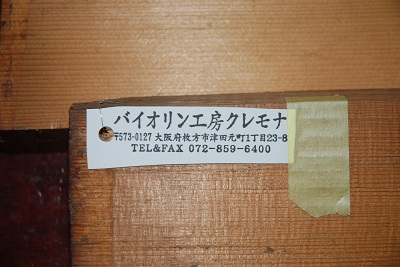 バイオリン工房クレモナ
〒573-0127 大阪府枚方市津田元町1丁目23-8
TEL&FAX 072-859-6400